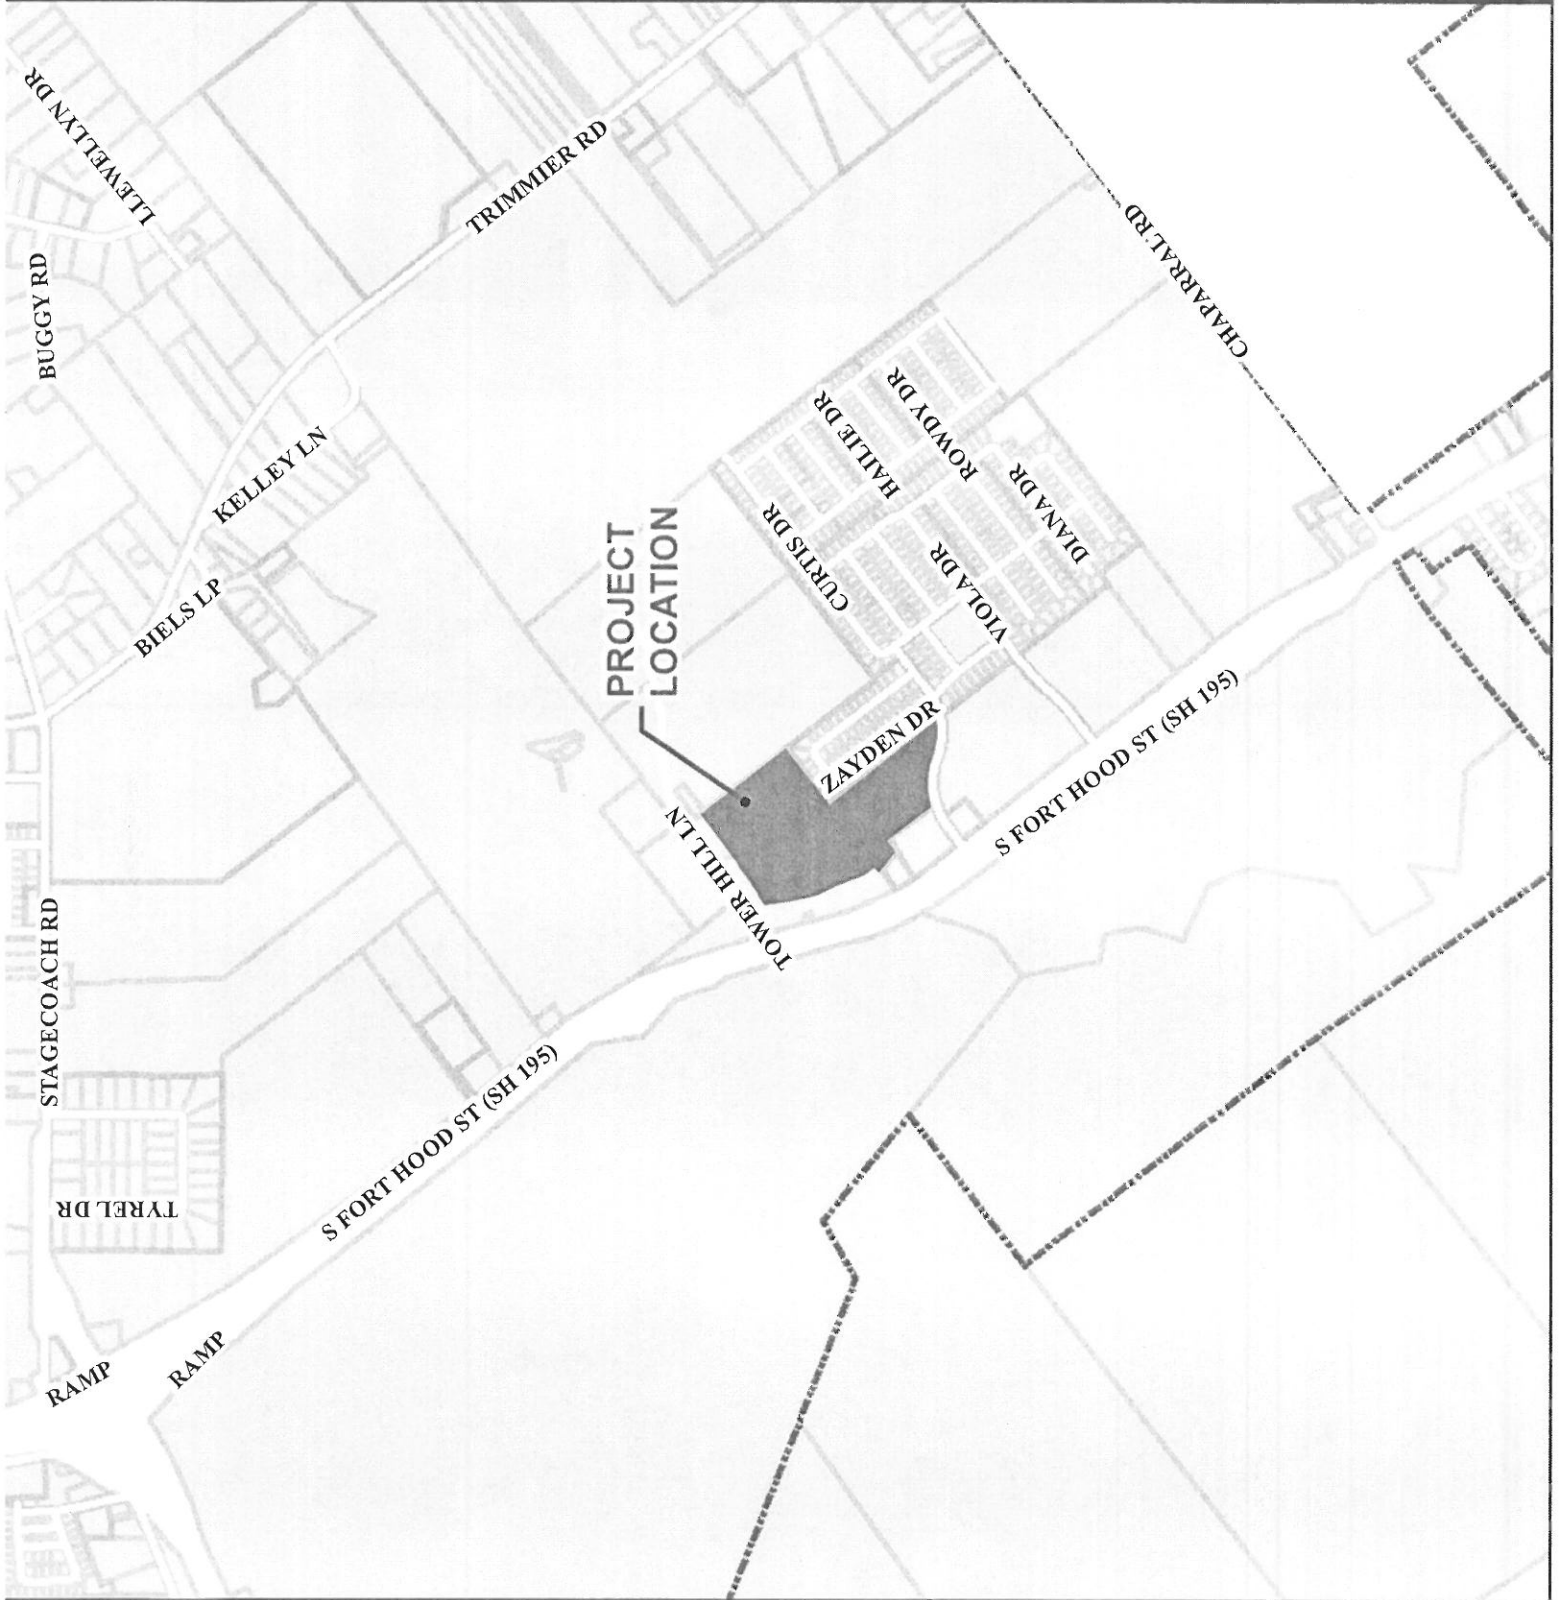 LLEWELLYN DR
BUGGY RD
TRIMMIER RD
CHAPARRAL RD
KELLEY LN
BIELS LP
HAILIE DR
ROWDY DR
CURTIS DR
DIANA DR
VIOLA DR
PROJECT
LOCATION
ZAYDEN DR
S FORT HOOD ST (SH 195)
TOWER HILL LN
STAGECOACH RD
S FORT HOOD ST (SH 195)
TYREL DR
RAMP
RAMP